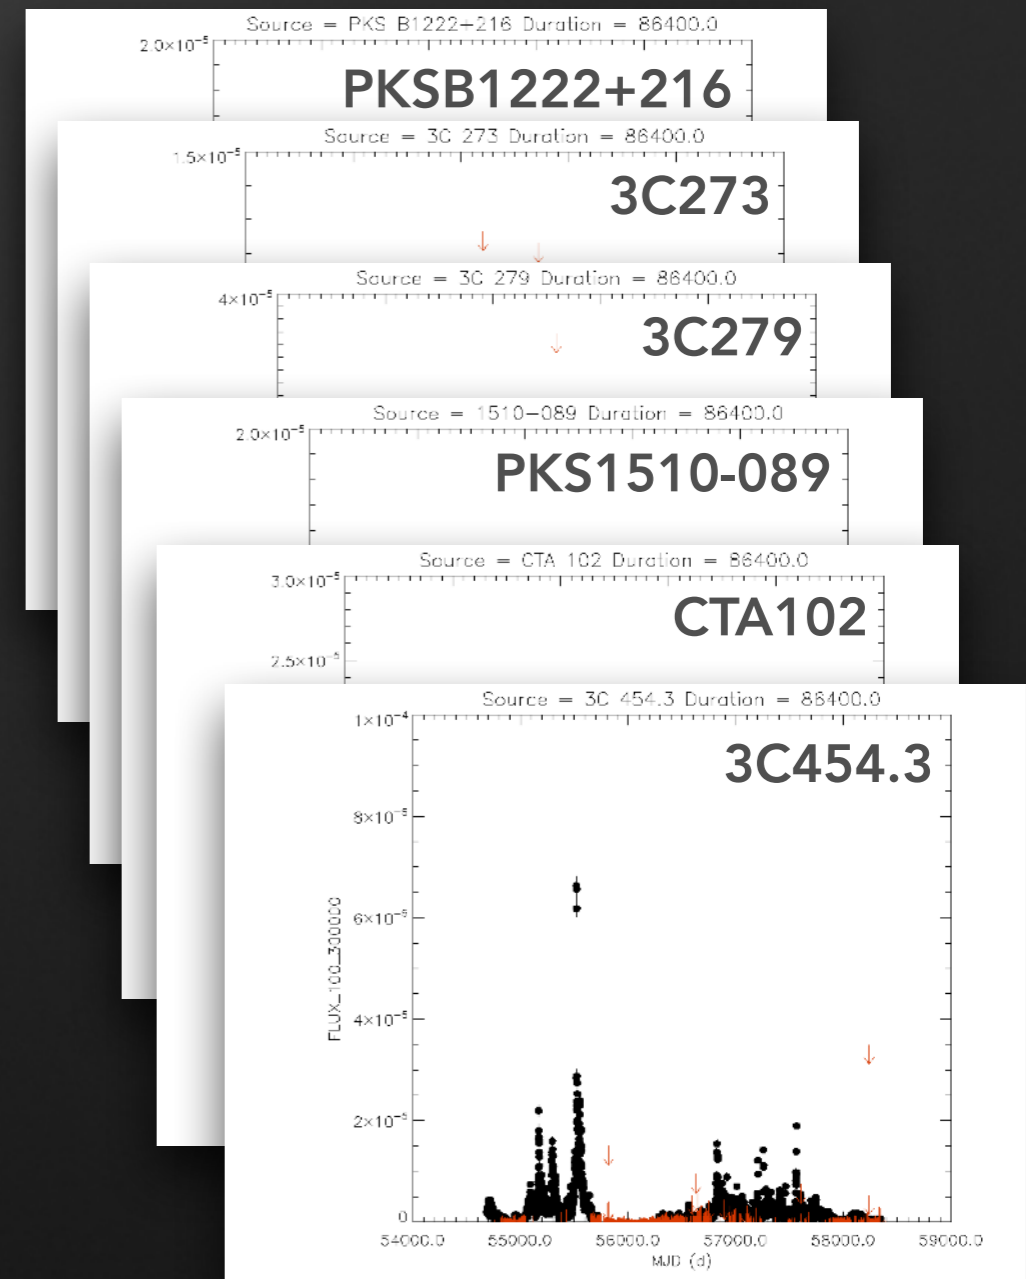 Source = PKS B1222+216 Duration = 86400.0
2.0×10⁻⁵
PKSB1222+216
Source = 3C 273 Duration = 86400.0
1.5×10⁻⁵
3C273
Source = 3C 279 Duration = 86400.0
4×10⁻⁵
3C279
Source = 1510-089 Duration = 86400.0
2.0×10⁻⁵
PKS1510-089
Source = CTA 102 Duration = 86400.0
3.0×10⁻⁵
CTA102
2.5×10⁻⁵
Source = 3C 454.3 Duration = 86400.0
1×10⁻⁴
3C454.3
8×10⁻⁵
6×10⁻⁵
FLUX_100_300000
4×10⁻⁵
2×10⁻⁵
0
54000.0 55000.0 56000.0 57000.0 58000.0 59000.0
MJD (d)